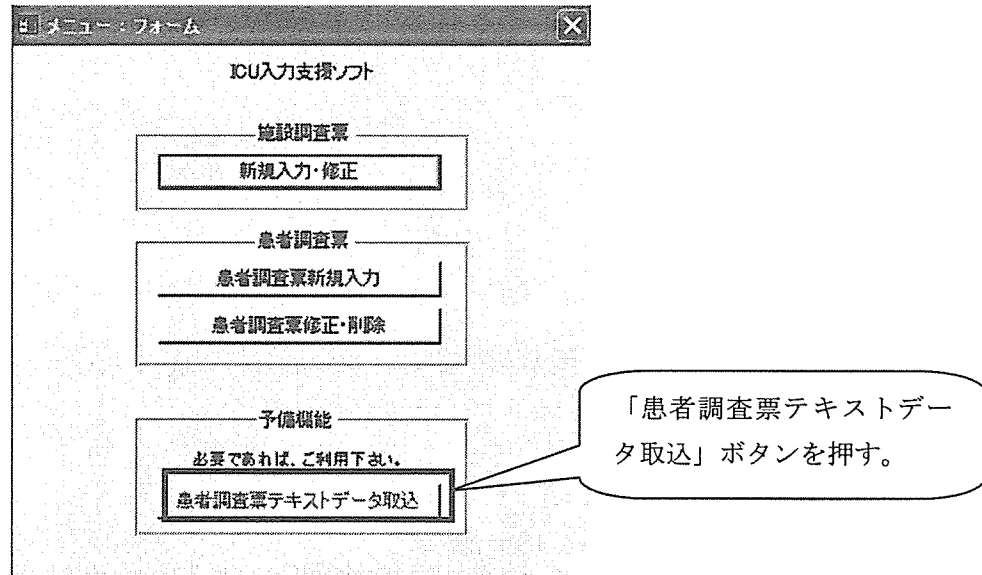 メニュー : フォーム
ICU入力支援ソフト
施設調査票
新規入力・修正
患者調査票
患者調査票新規入力
患者調査票修正・削除
予備機能
必要であれば、ご利用下さい。
患者調査票テキストデータ取込
「患者調査票テキストデー
タ取込」ボタンを押す。